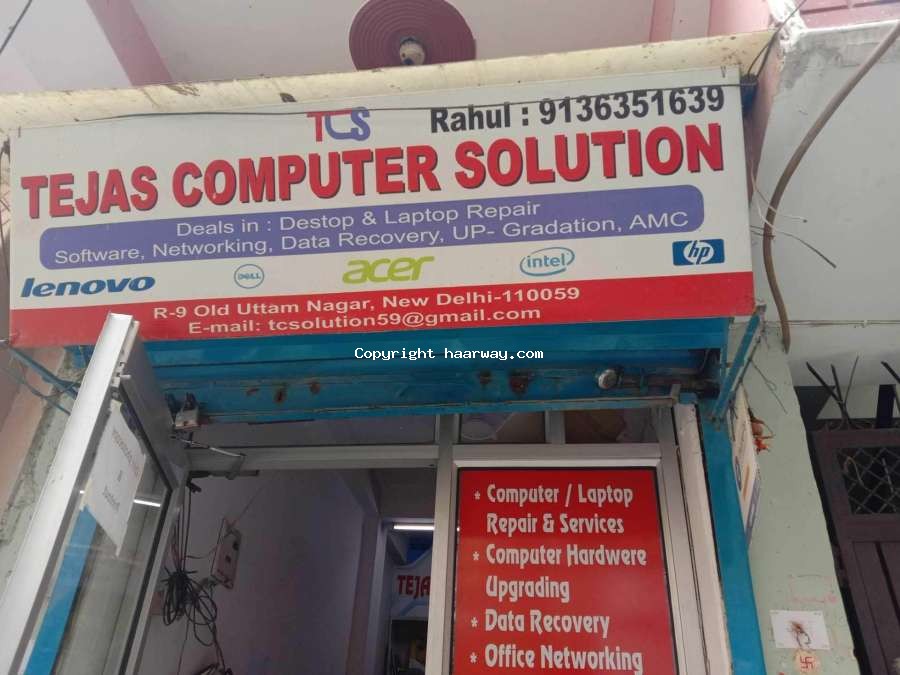 TCS
Rahul : 9136351639
TEJAS COMPUTER SOLUTION
Deals in : Destop & Laptop Repair
Software, Networking, Data Recovery, UP- Gradation, AMC
lenovo DELL acer intel hp
R-9 Old Uttam Nagar, New Delhi-110059
E-mail: tcsolution59@gmail.com
Copyright haarway.com
* Computer / Laptop
Repair & Services
* Computer Hardwere
Upgrading
* Data Recovery
* Office Networking
TEJA